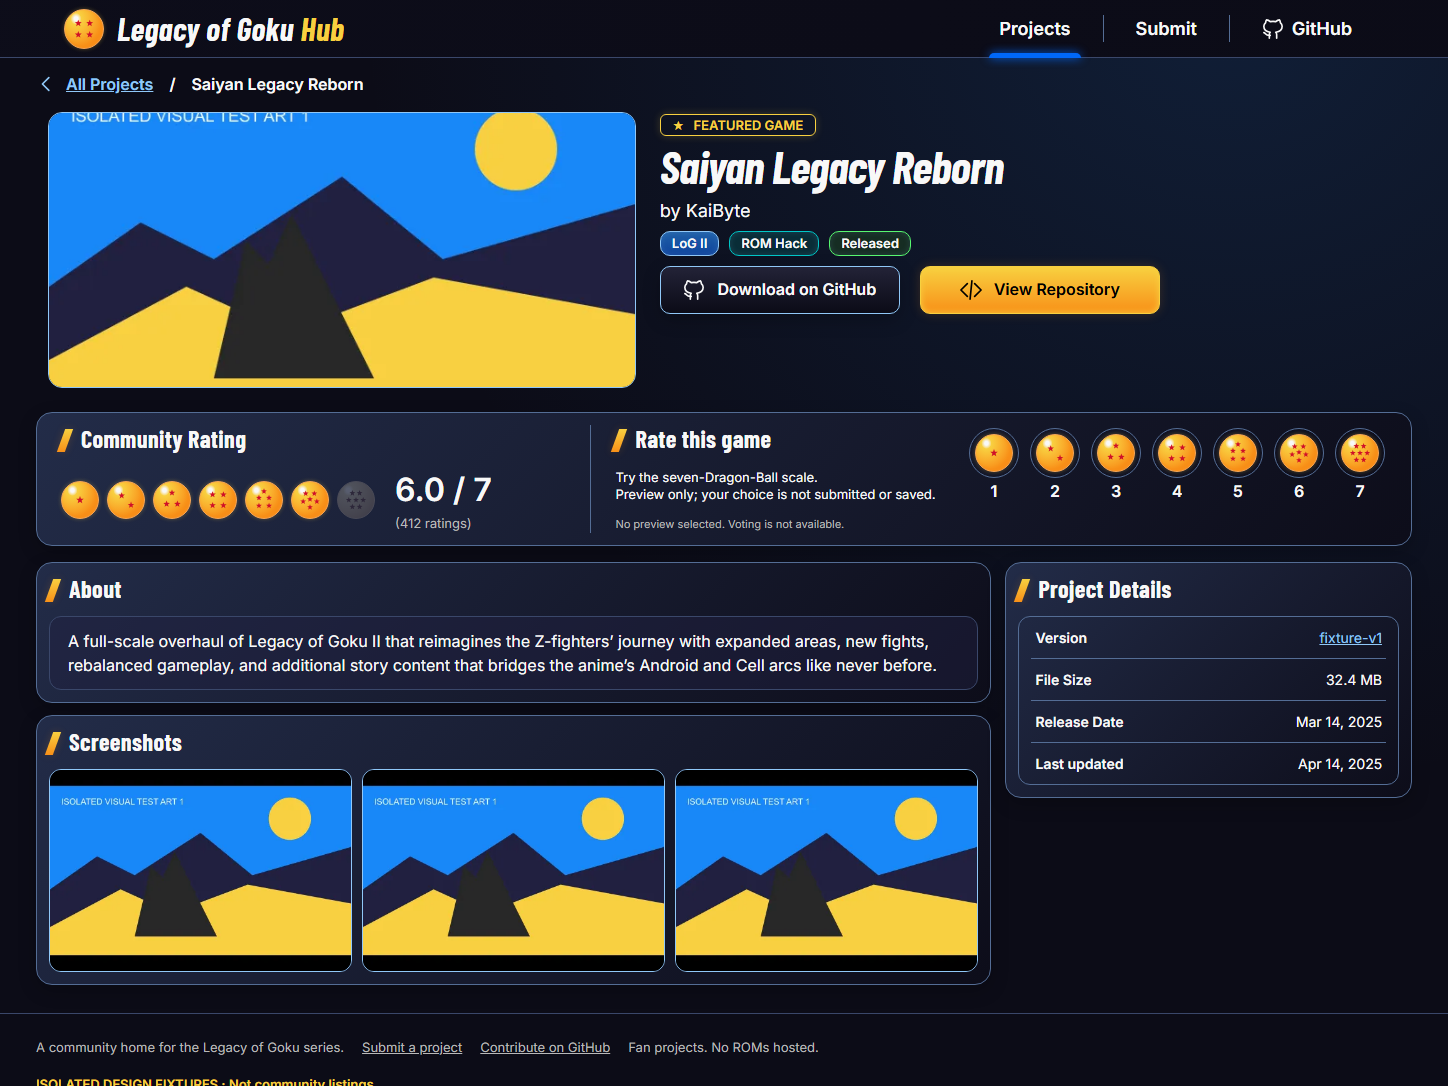 Legacy of Goku Hub
Projects
Submit
GitHub
All Projects / Saiyan Legacy Reborn
ISOLATED VISUAL TEST ART 1
★ FEATURED GAME
Saiyan Legacy Reborn
by KaiByte
LoG II
ROM Hack
Released
Download on GitHub
View Repository
Community Rating
6.0 / 7
(412 ratings)
Rate this game
Try the seven-Dragon-Ball scale.
Preview only; your choice is not submitted or saved.
No preview selected. Voting is not available.
1 2 3 4 5 6 7
About
A full-scale overhaul of Legacy of Goku II that reimagines the Z-fighters’ journey with expanded areas, new fights,
rebalanced gameplay, and additional story content that bridges the anime’s Android and Cell arcs like never before.
Project Details
Version fixture-v1
File Size 32.4 MB
Release Date Mar 14, 2025
Last updated Apr 14, 2025
Screenshots
ISOLATED VISUAL TEST ART 1
ISOLATED VISUAL TEST ART 1
ISOLATED VISUAL TEST ART 1
A community home for the Legacy of Goku series. Submit a project Contribute on GitHub Fan projects. No ROMs hosted.
ISOLATED DESIGN FIXTURES · Not community listings